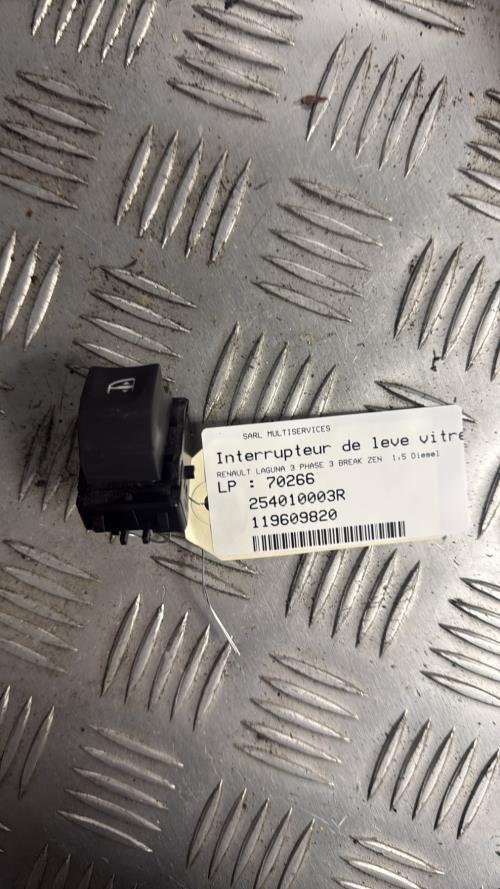 SARL MULTISERVICES
Interrupteur de leve vitre
RENAULT LAGUNA 3 PHASE 3 BREAK ZEN 1,5 Diesel
LP : 70266
254010003R
119609820